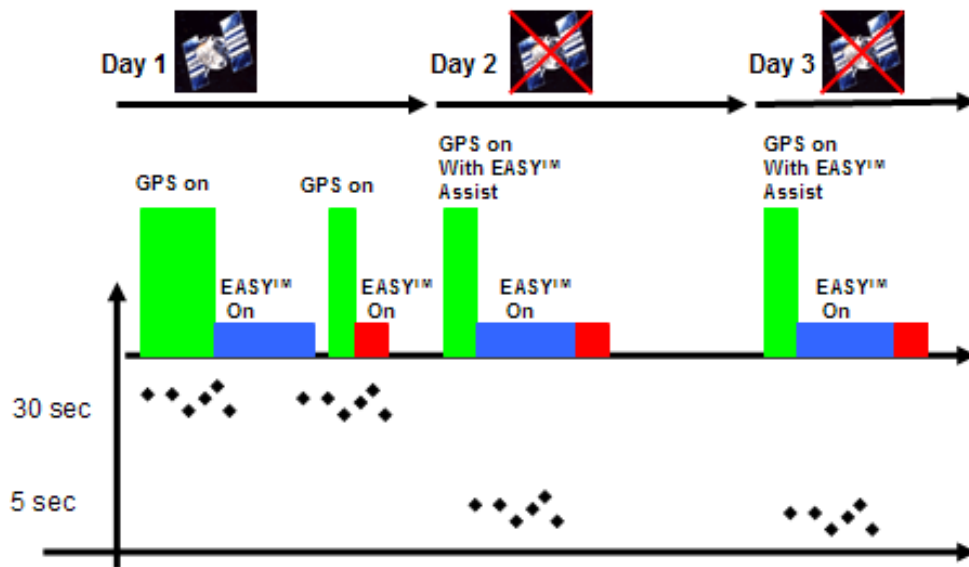 Day 1
Day 2
Day 3
GPS on
GPS on
GPS on
With EASY™
Assist
GPS on
With EASY™
Assist
EASY™
On
EASY™
On
EASY™
On
EASY™
On
30 sec
5 sec